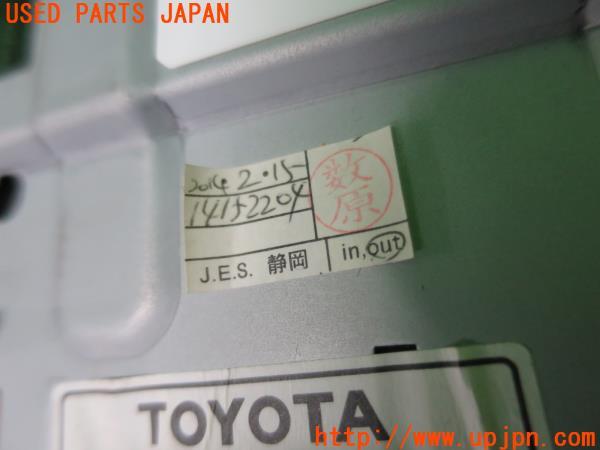 USED PARTS JAPAN
2014 2.15
14152204
数原
J.E.S. 静岡
in,out
TOYOTA
http://www.upjpn.com